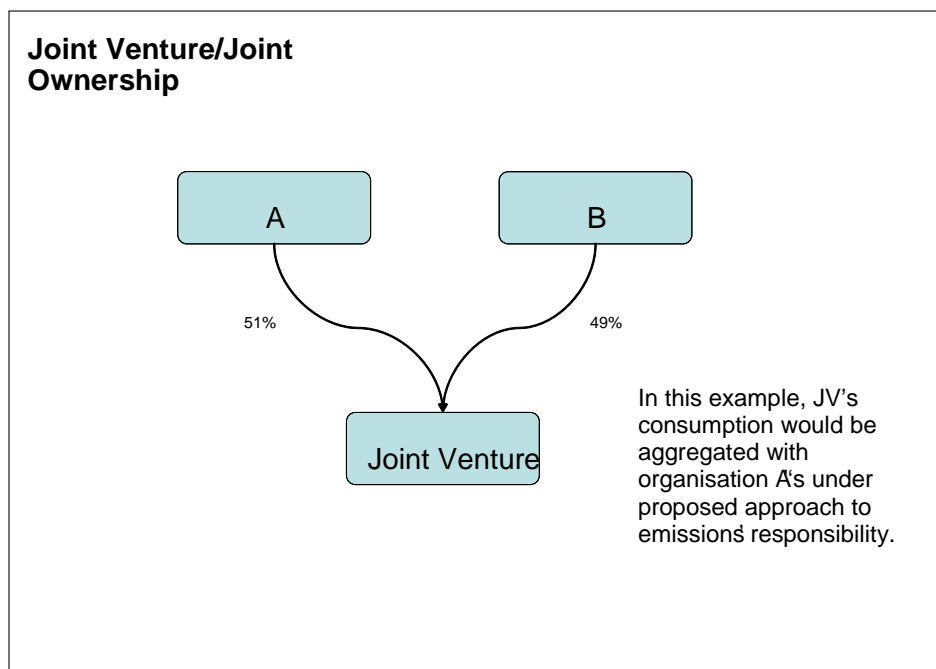 Joint Venture/Joint
Ownership
A
B
51%
49%
Joint Venture
In this example, JV's
consumption would be
aggregated with
organisation A‘s under
proposed approach to
emissions' responsibility.